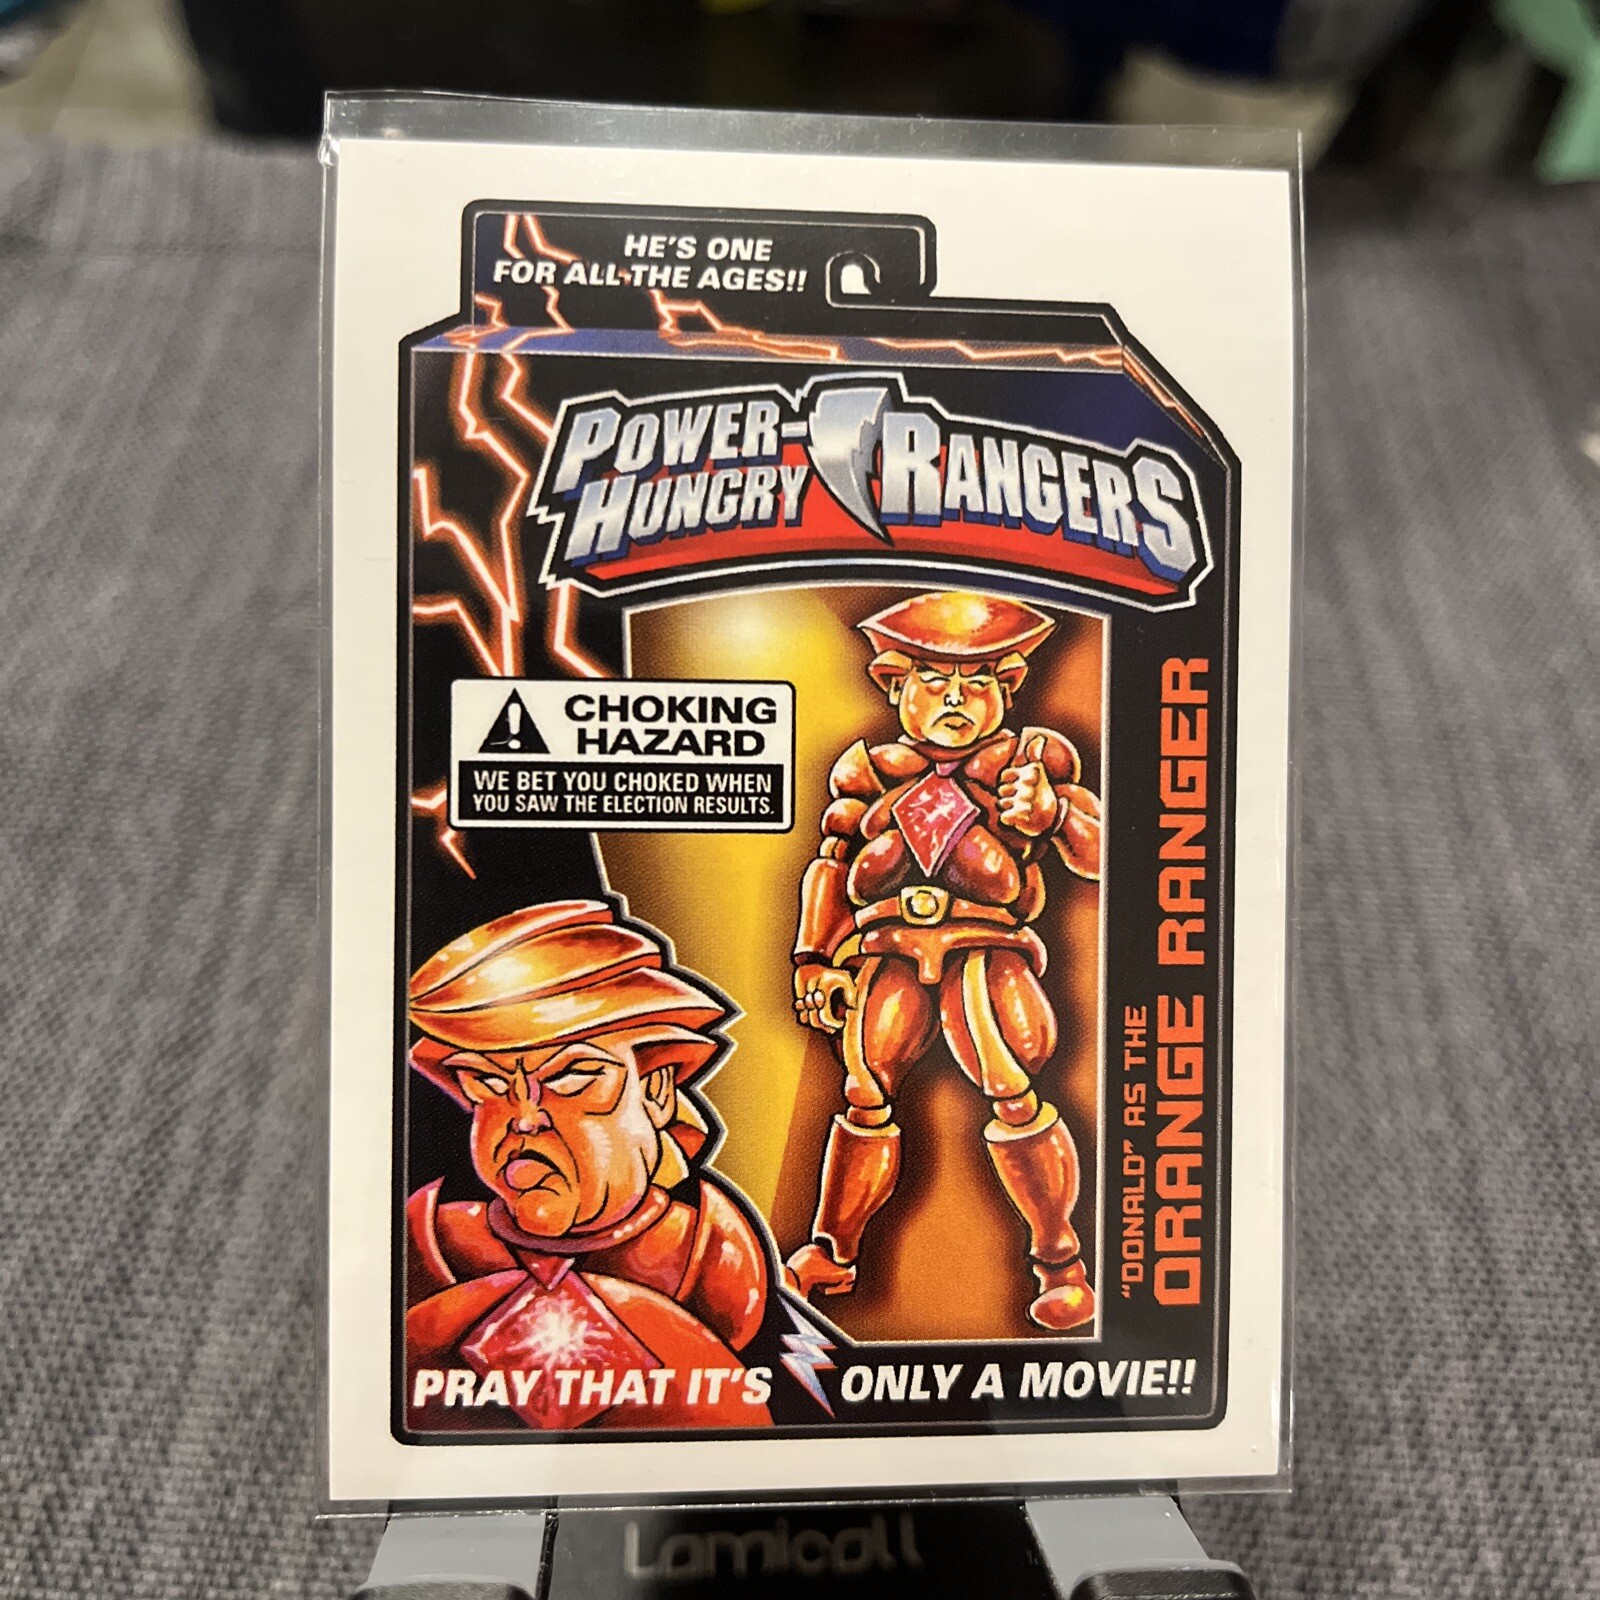 HE'S ONE
FOR ALL THE AGES!!
POWER-
HUNGRY
RANGERS
CHOKING
HAZARD
WE BET YOU CHOKED WHEN
YOU SAW THE ELECTION RESULTS.
"DONALD" AS THE
ORANGE RANGER
PRAY THAT IT'S
ONLY A MOVIE!!
Lamicall